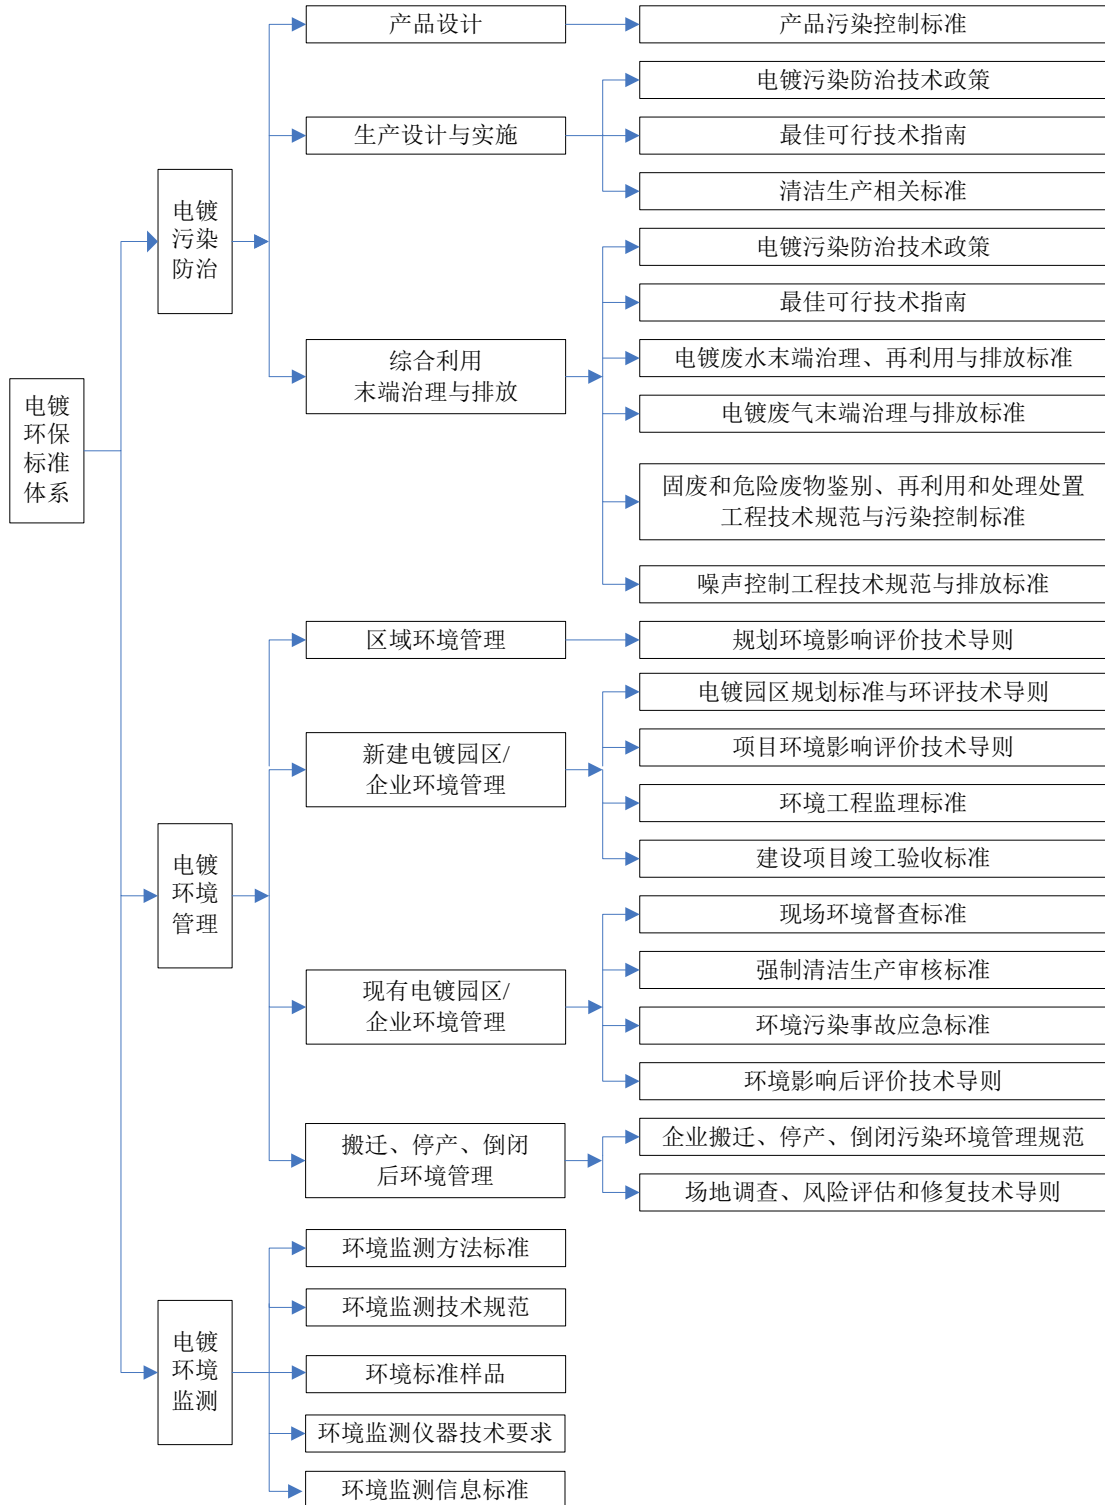 电镀
环保
标准
体系
电镀
污染
防治
产品设计
产品污染控制标准
生产设计与实施
电镀污染防治技术政策
最佳可行技术指南
清洁生产相关标准
综合利用
末端治理与排放
电镀污染防治技术政策
最佳可行技术指南
电镀废水末端治理、再利用与排放标准
电镀废气末端治理与排放标准
固废和危险废物鉴别、再利用和处理处置
工程技术规范与污染控制标准
噪声控制工程技术规范与排放标准
电镀
环境
管理
区域环境管理
规划环境影响评价技术导则
新建电镀园区/
企业环境管理
电镀园区规划标准与环评技术导则
项目环境影响评价技术导则
环境工程监理标准
建设项目竣工验收标准
现有电镀园区/
企业环境管理
现场环境督查标准
强制清洁生产审核标准
环境污染事故应急标准
环境影响后评价技术导则
搬迁、停产、倒闭
后环境管理
企业搬迁、停产、倒闭污染环境管理规范
场地调查、风险评估和修复技术导则
电镀
环境
监测
环境监测方法标准
环境监测技术规范
环境标准样品
环境监测仪器技术要求
环境监测信息标准